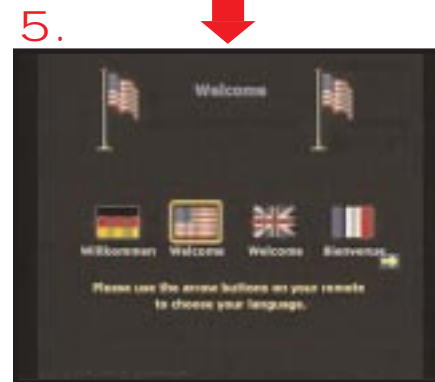 5.
Welcome
Willkommen Welcome Welcome Bienvenue
Please use the arrow buttons on your remote
to choose your language.